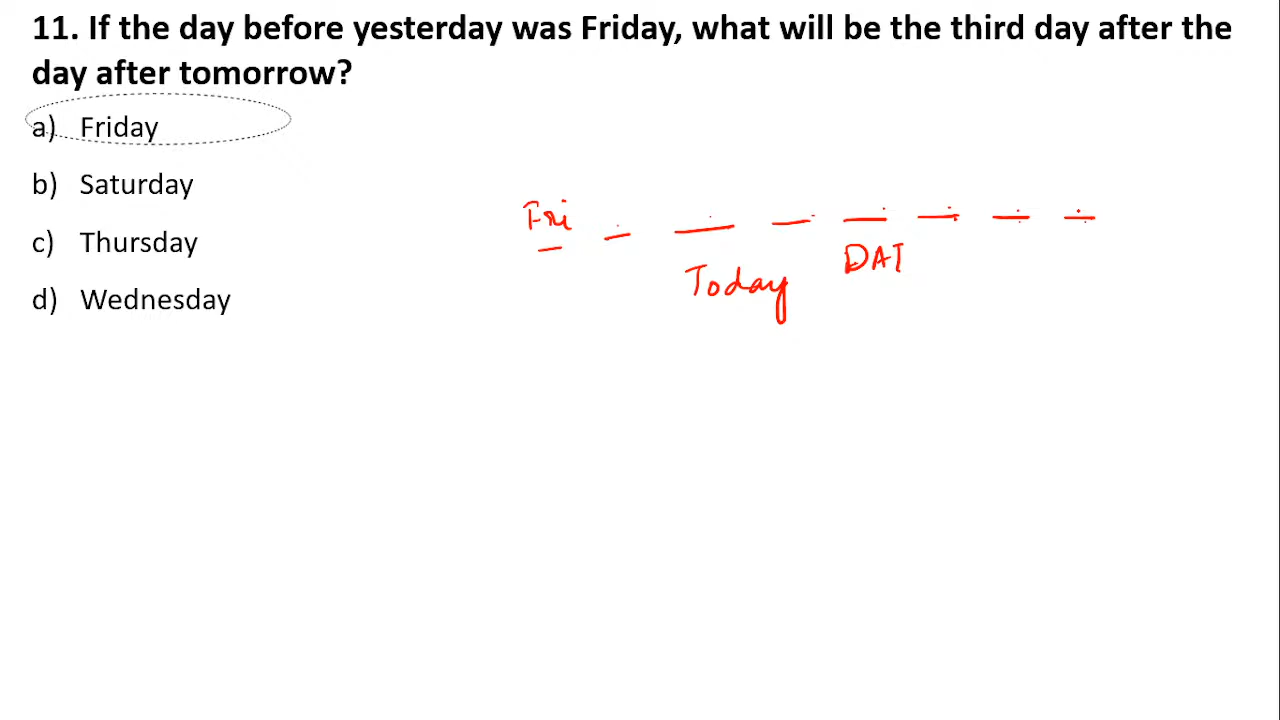 11. If the day before yesterday was Friday, what will be the third day after the
day after tomorrow?
a) Friday
b) Saturday
c) Thursday
d) Wednesday
Fri
Today DAT